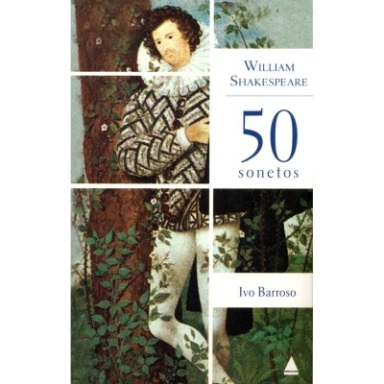 WILLIAM
SHAKESPEARE
50
sonetos
Ivo Barroso